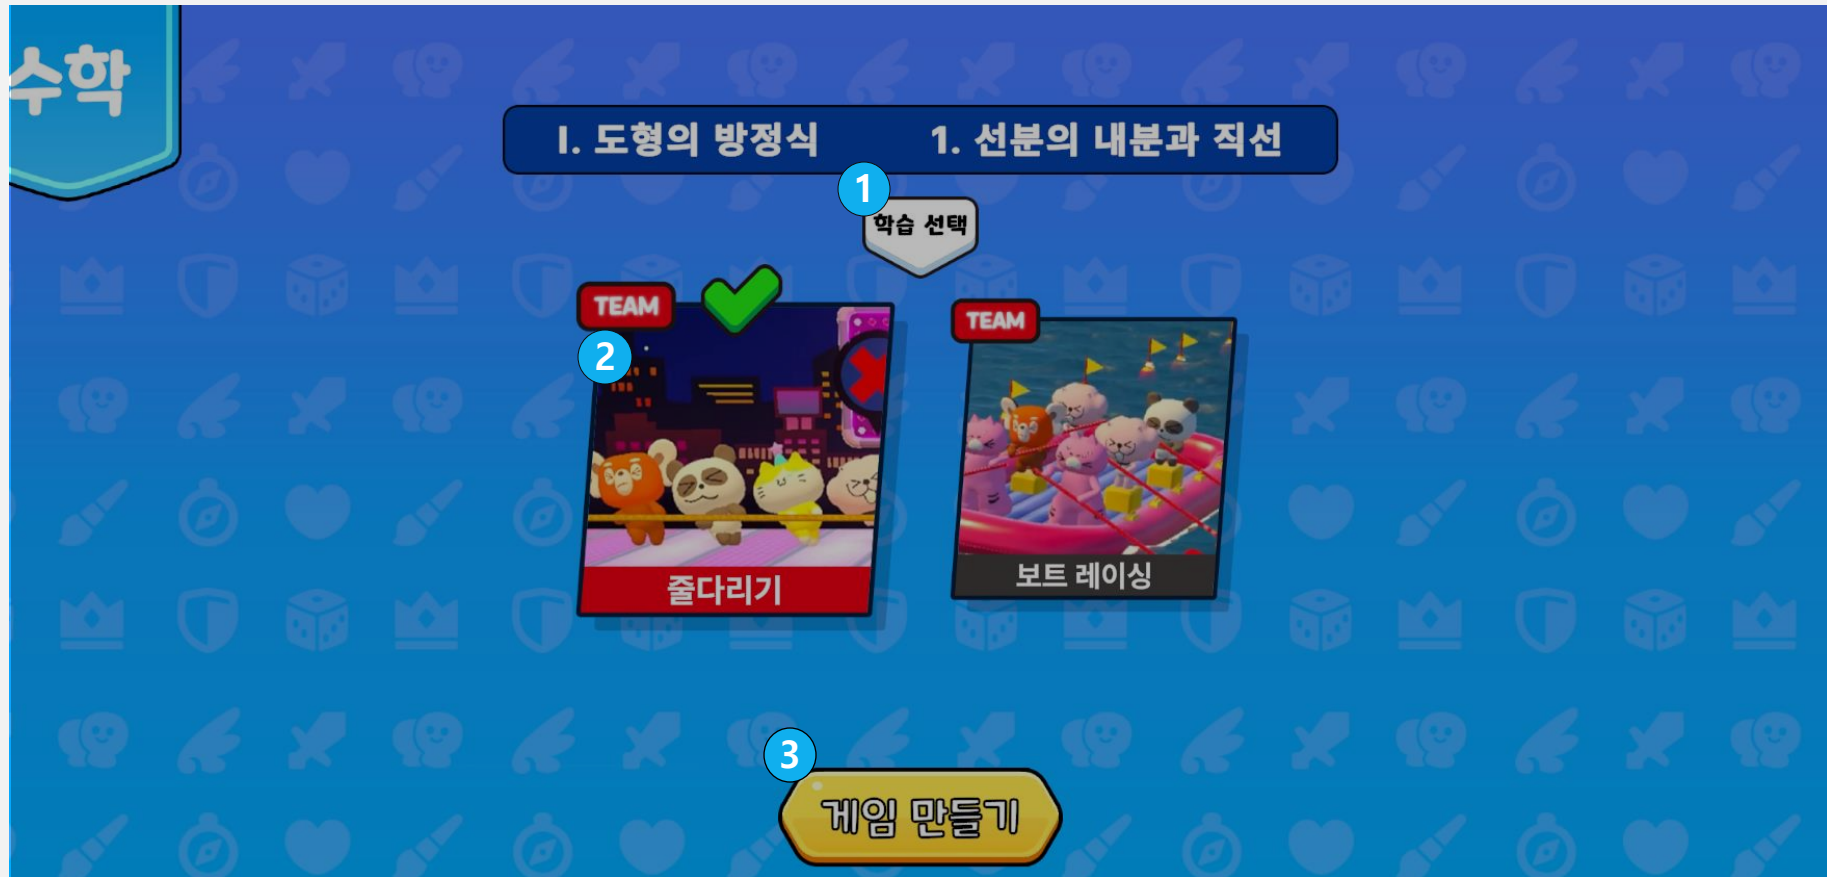 수학
I. 도형의 방정식 1. 선분의 내분과 직선
1
학습 선택
TEAM
2
줄다리기
TEAM
보트 레이싱
3
게임 만들기